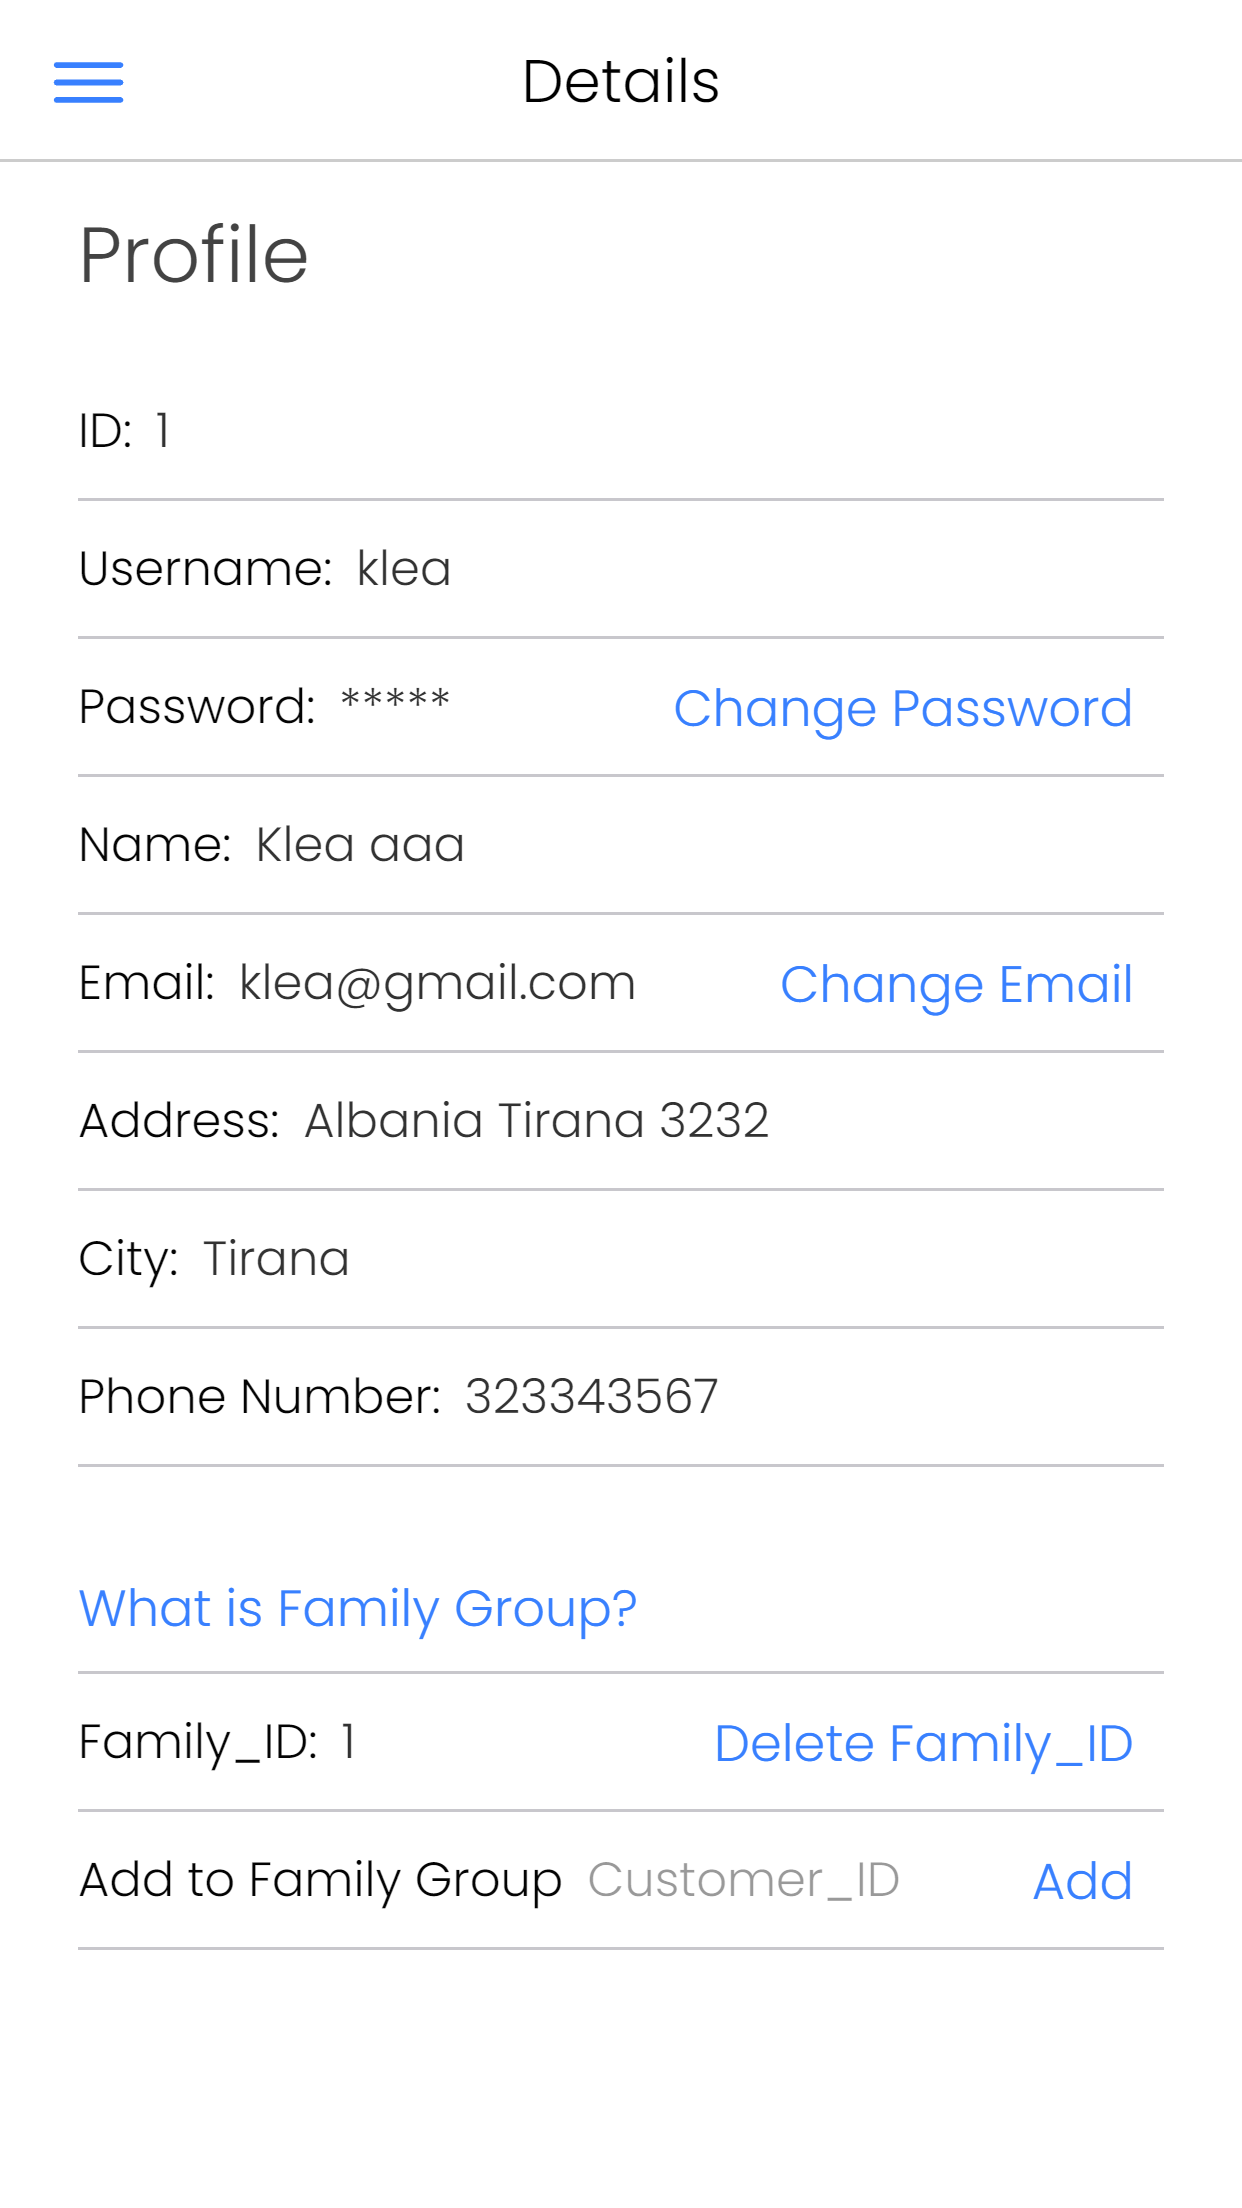 Details
Profile
ID: 1
Username: klea
Password: ***** Change Password
Name: Klea aaa
Email: klea@gmail.com Change Email
Address: Albania Tirana 3232
City: Tirana
Phone Number: 323343567
What is Family Group?
Family_ID: 1 Delete Family_ID
Add to Family Group Customer_ID Add